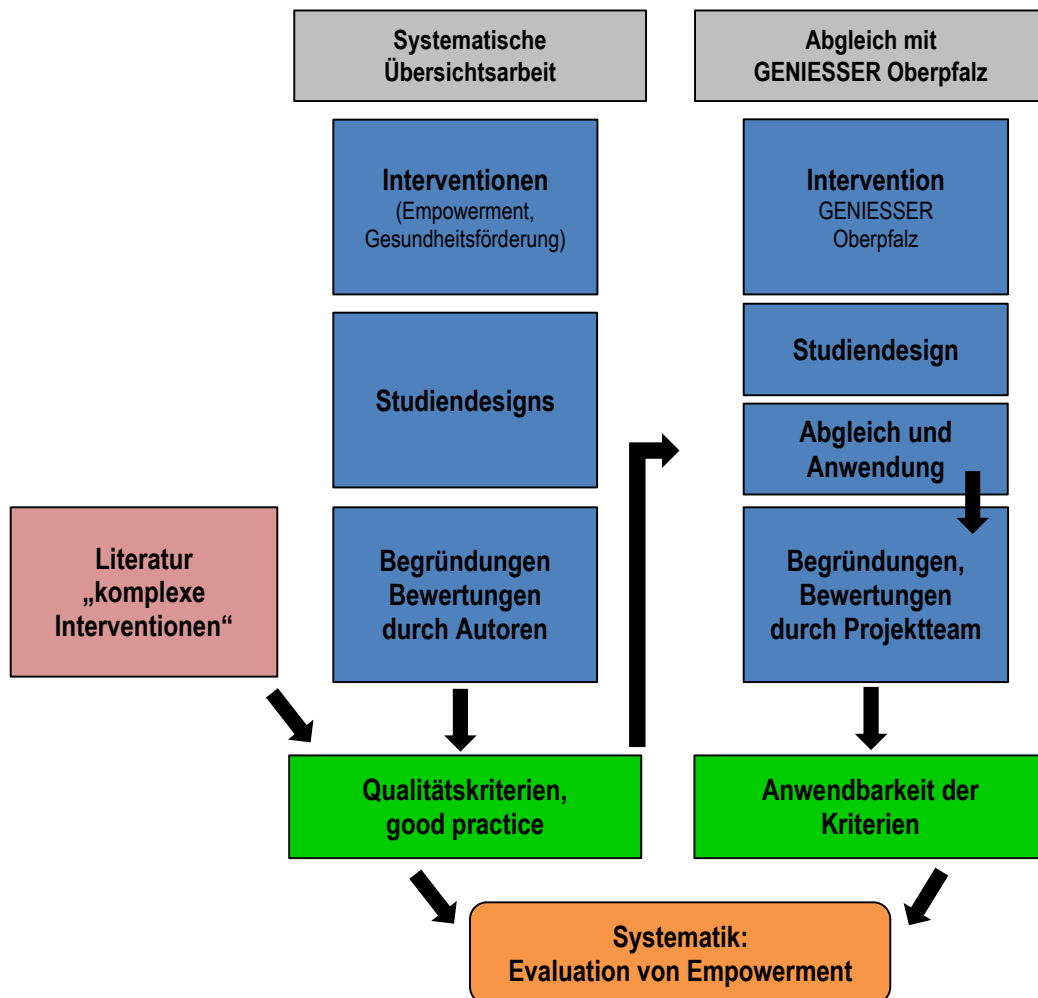 Systematische
Übersichtsarbeit
Abgleich mit
GENIESSER Oberpfalz
Interventionen
(Empowerment,
Gesundheitsförderung)
Intervention
GENIESSER
Oberpfalz
Studiendesigns
Studiendesign
Abgleich und
Anwendung
Literatur
„komplexe
Interventionen“
Begründungen
Bewertungen
durch Autoren
Begründungen,
Bewertungen
durch Projektteam
Qualitätskriterien,
good practice
Anwendbarkeit der
Kriterien
Systematik:
Evaluation von Empowerment